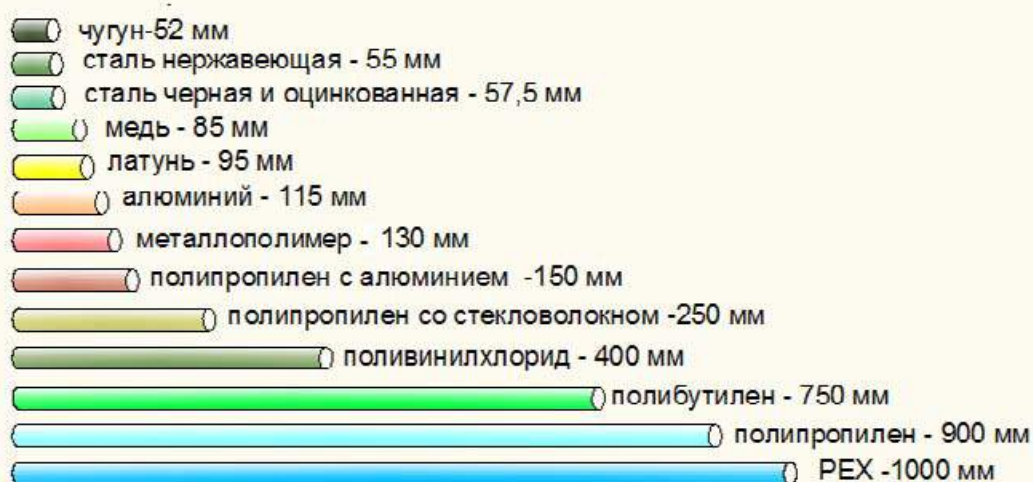 чугун-52 мм
сталь нержавеющая - 55 мм
сталь черная и оцинкованная - 57,5 мм
медь - 85 мм
латунь - 95 мм
алюминий - 115 мм
металлополимер - 130 мм
полипропилен с алюминием -150 мм
полипропилен со стекловолокном -250 мм
поливинилхлорид - 400 мм
полибутилен - 750 мм
полипропилен - 900 мм
PEX -1000 мм